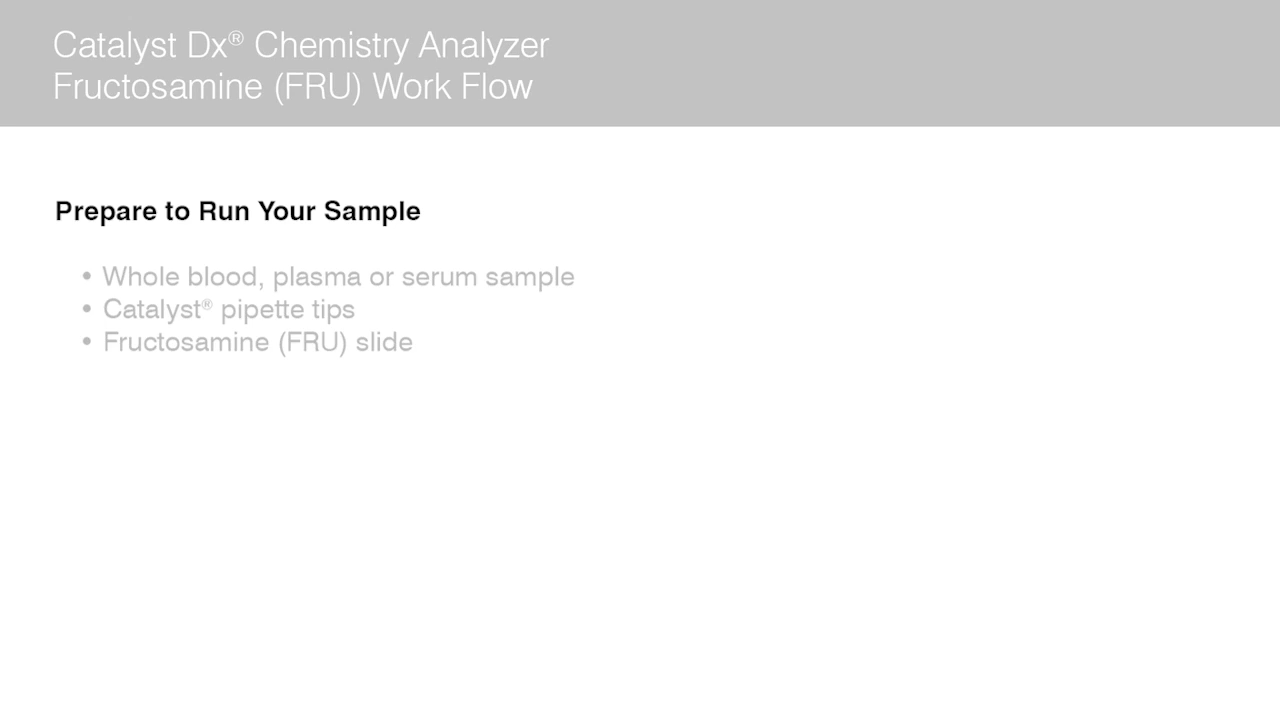 Catalyst Dx® Chemistry Analyzer
Fructosamine (FRU) Work Flow
Prepare to Run Your Sample
• Whole blood, plasma or serum sample
• Catalyst® pipette tips
• Fructosamine (FRU) slide